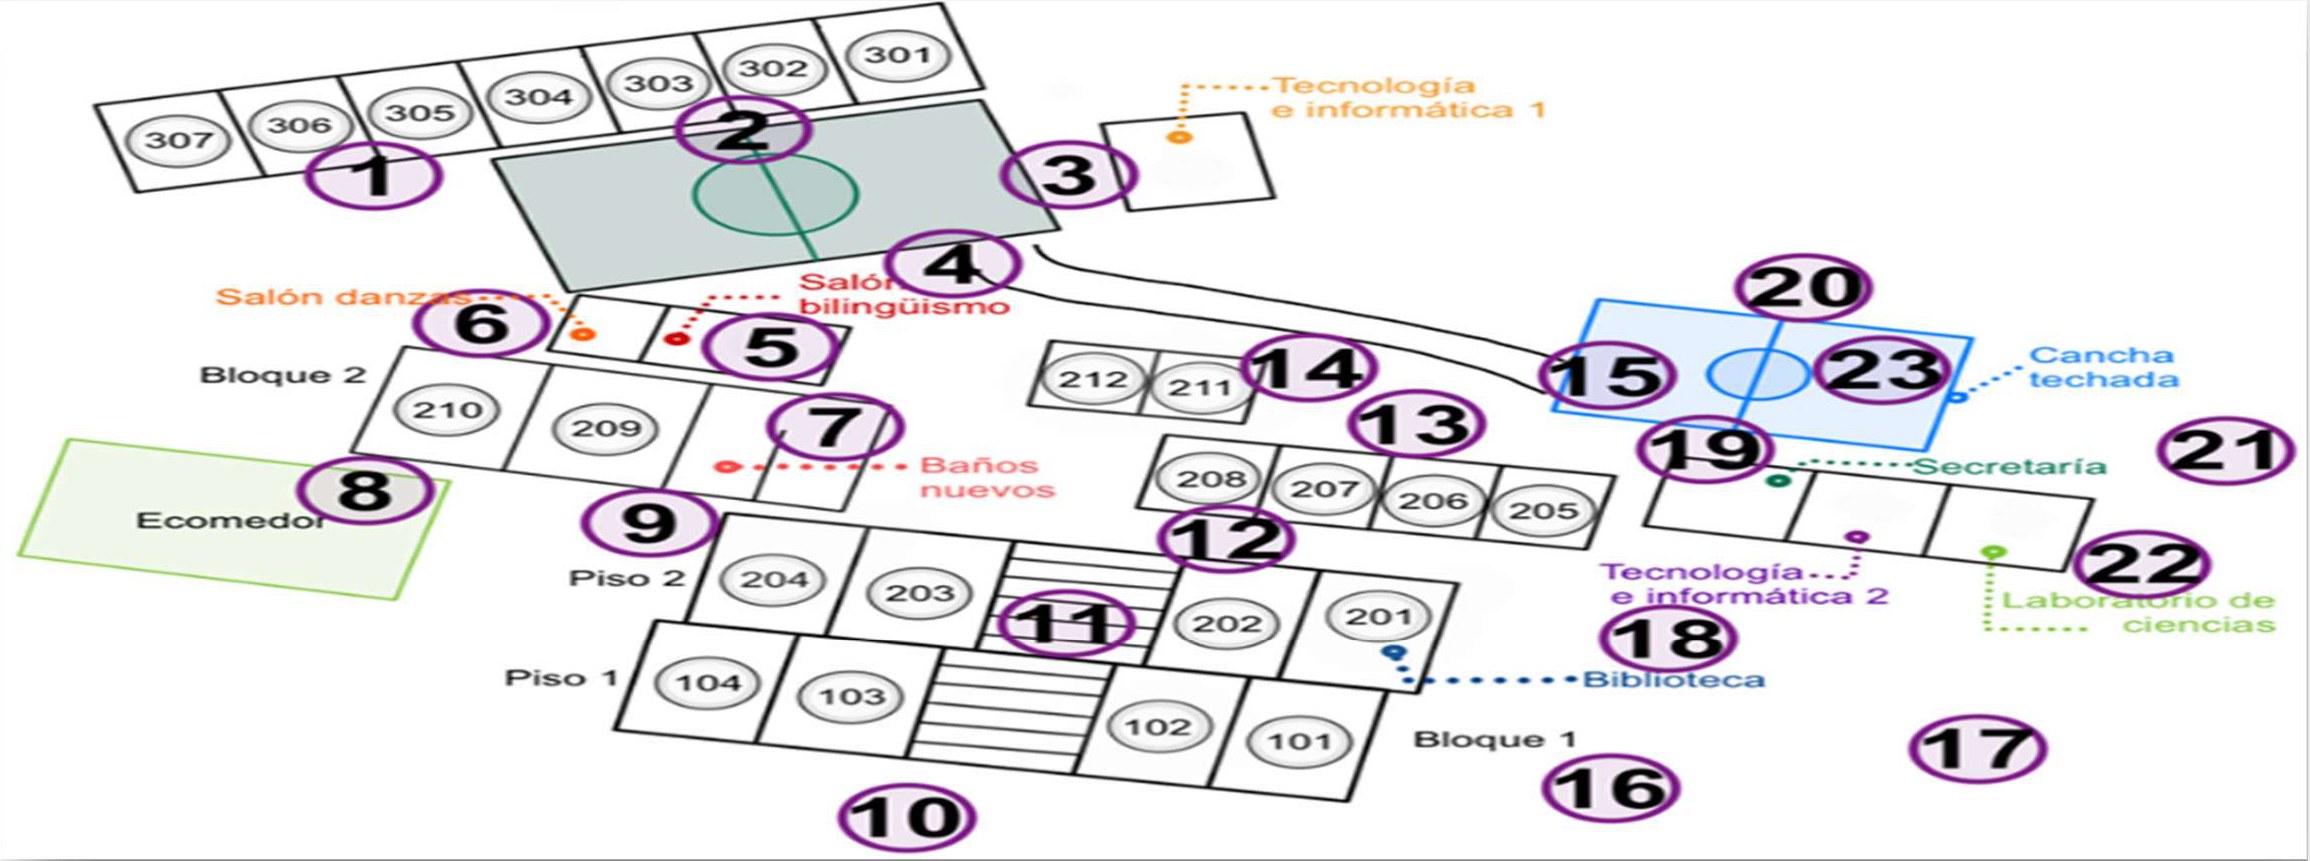 301
302
303
304
305
306
307
2
1
3
Tecnología
e informática 1
4
Salón danzas
Salón
bilingüismo
6
5
20
Bloque 2
212
211
14
15
23
Cancha
techada
210
209
7
13
19
21
Baños
nuevos
Secretaría
8
Ecomedor
9
208
207
206
205
12
22
Piso 2
204
203
11
202
201
Tecnología
e informática 2
18
Laboratorio de
ciencias
Biblioteca
Piso 1
104
103
102
101
Bloque 1
17
16
10